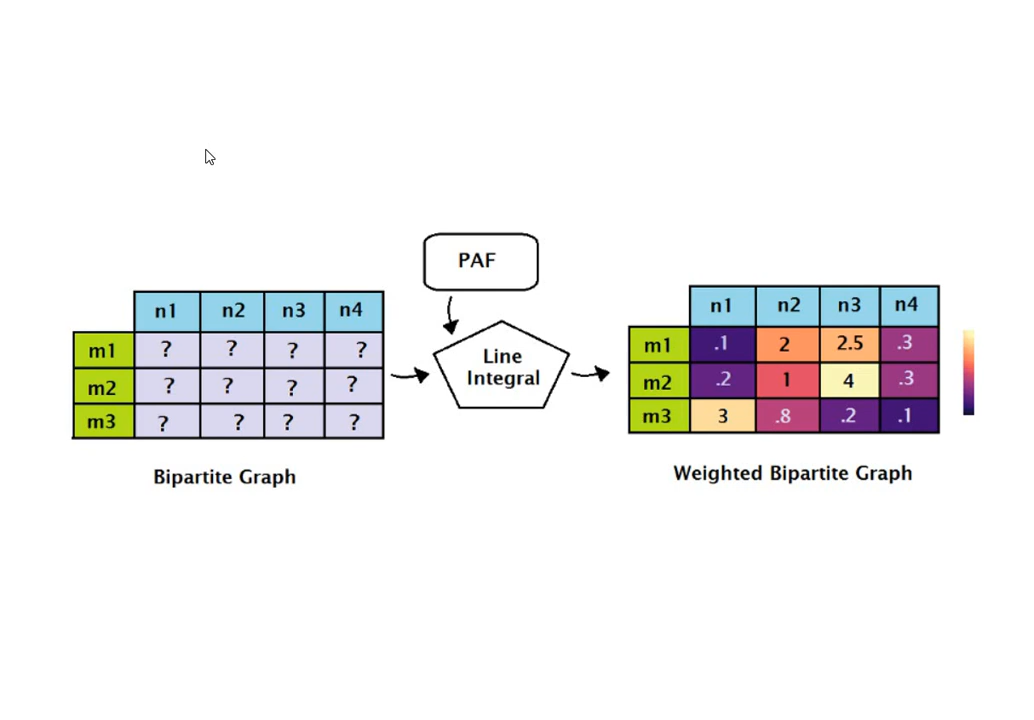 PAF
n1 n2 n3 n4
m1 ? ? ? ?
m2 ? ? ? ?
m3 ? ? ? ?
Bipartite Graph
Line
Integral
n1 n2 n3 n4
m1 .1 2 2.5 .3
m2 .2 1 4 .3
m3 3 .8 .2 .1
Weighted Bipartite Graph